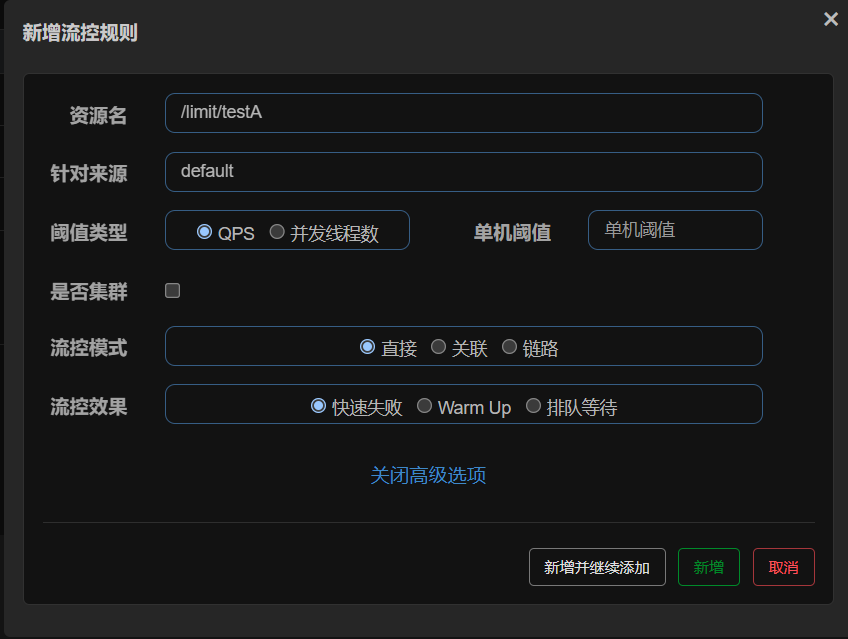 新增流控规则
资源名 /limit/testA
针对来源 default
阈值类型 QPS 并发线程数 单机阈值 单机阈值
是否集群
流控模式 直接 关联 链路
流控效果 快速失败 Warm Up 排队等待
关闭高级选项
新增并继续添加 新增 取消